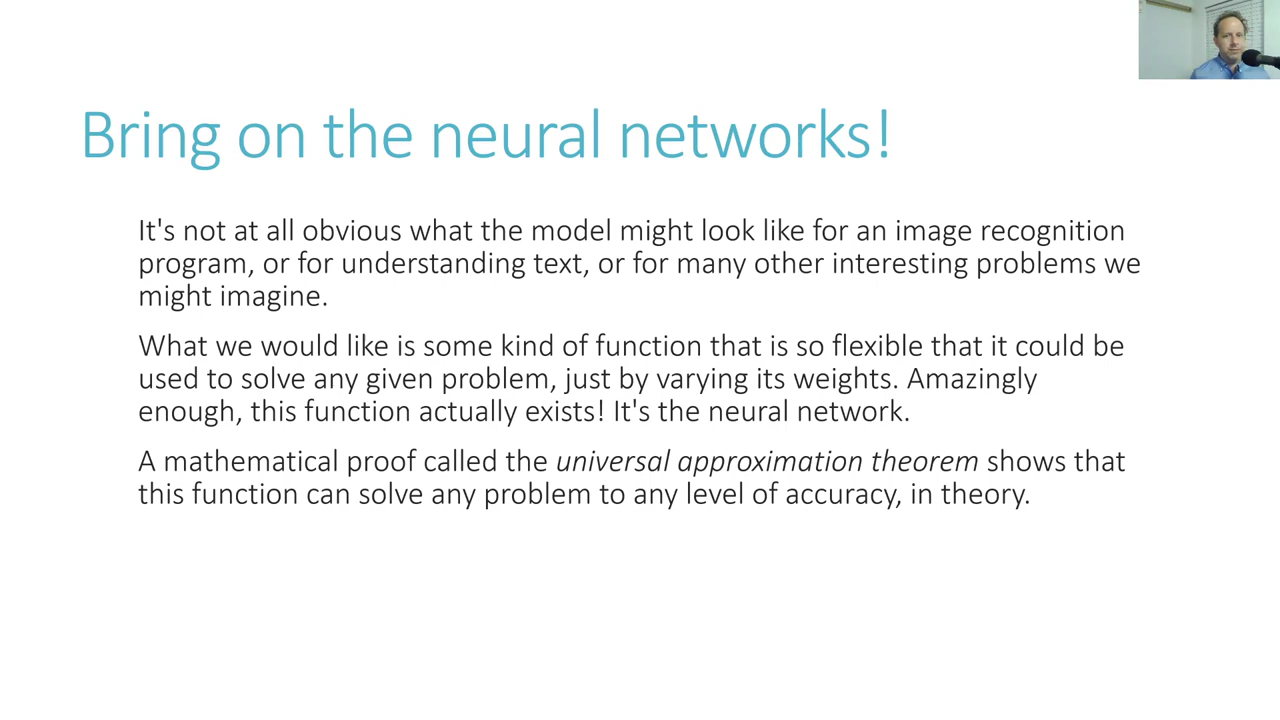 Bring on the neural networks!
It's not at all obvious what the model might look like for an image recognition
program, or for understanding text, or for many other interesting problems we
might imagine.
What we would like is some kind of function that is so flexible that it could be
used to solve any given problem, just by varying its weights. Amazingly
enough, this function actually exists! It's the neural network.
A mathematical proof called the universal approximation theorem shows that
this function can solve any problem to any level of accuracy, in theory.